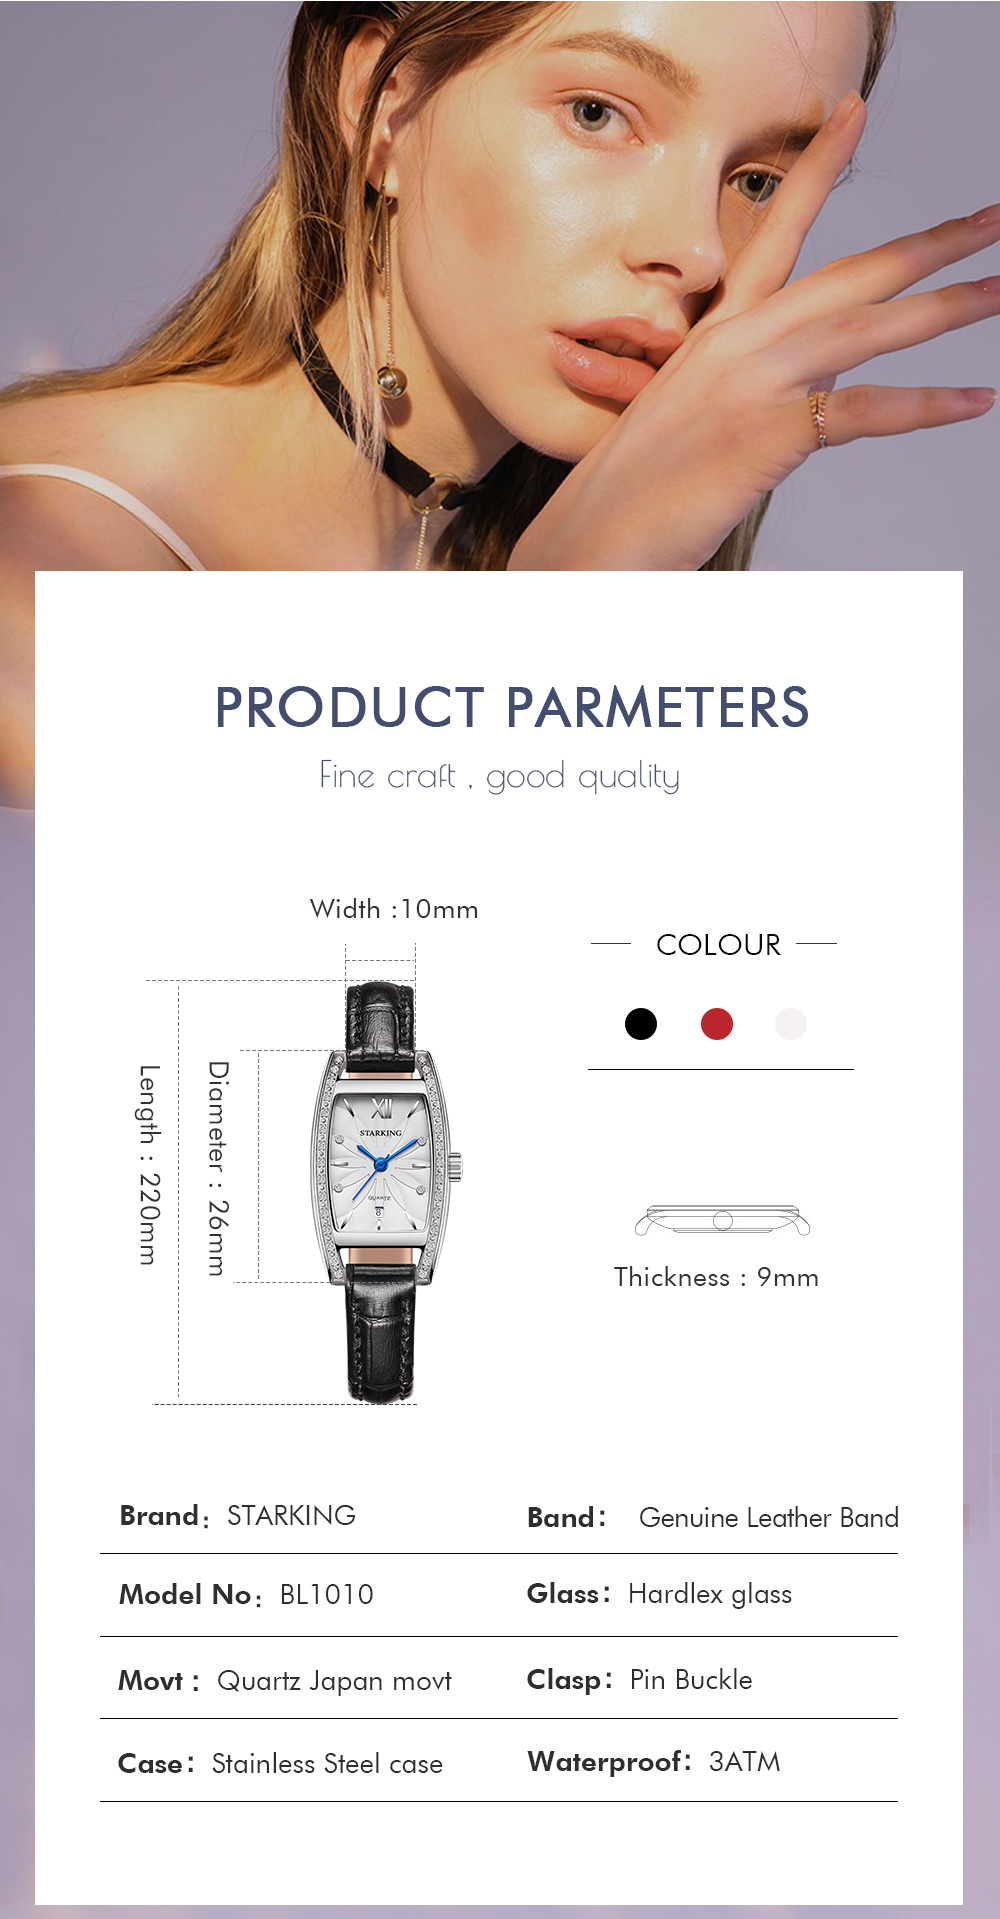 PRODUCT PARMETERS
Fine craft , good quality
Width :10mm
COLOUR
Length : 220mm
Diameter : 26mm
XII
STARKING
QUARTZ
8
Thickness : 9mm
Brand: STARKING
Band: Genuine Leather Band
Model No: BL1010
Glass: Hardlex glass
Movt : Quartz Japan movt
Clasp: Pin Buckle
Case: Stainless Steel case
Waterproof: 3ATM